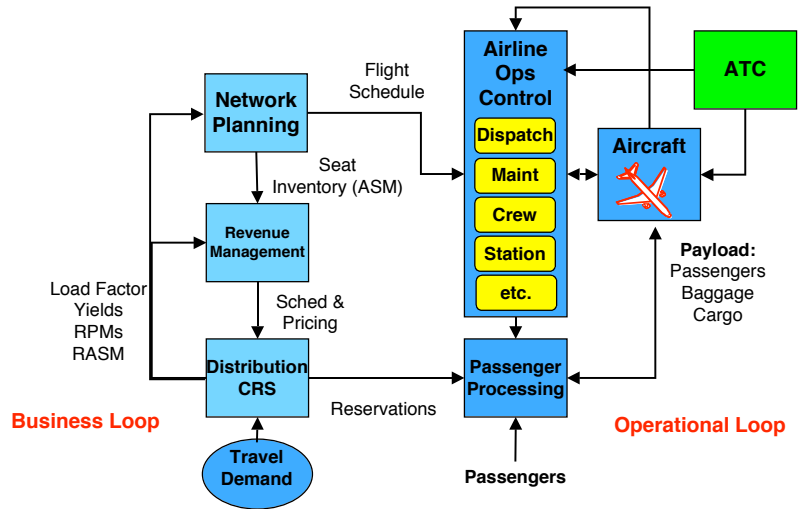 Network
Planning
Flight
Schedule
Seat
Inventory (ASM)
Revenue
Management
Sched &
Pricing
Load Factor
Yields
RPMs
RASM
Distribution
CRS
Reservations
Business Loop
Travel
Demand
Airline
Ops
Control
Dispatch
Maint
Crew
Station
etc.
ATC
Aircraft
Payload:
Passengers
Baggage
Cargo
Passenger
Processing
Passengers
Operational Loop